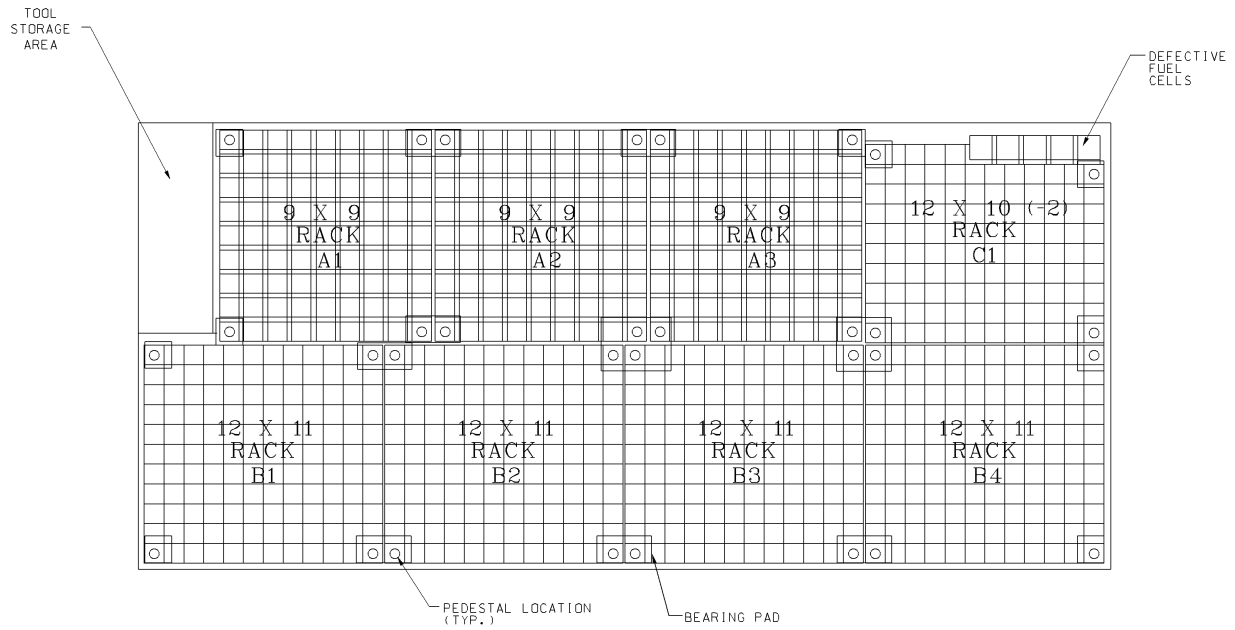 TOOL
STORAGE
AREA
DEFECTIVE
FUEL
CELLS
9 X 9
RACK
A1
9 X 9
RACK
A2
9 X 9
RACK
A3
12 X 10 (-2)
RACK
C1
12 X 11
RACK
B1
12 X 11
RACK
B2
12 X 11
RACK
B3
12 X 11
RACK
B4
PEDESTAL LOCATION
(TYP.)
BEARING PAD